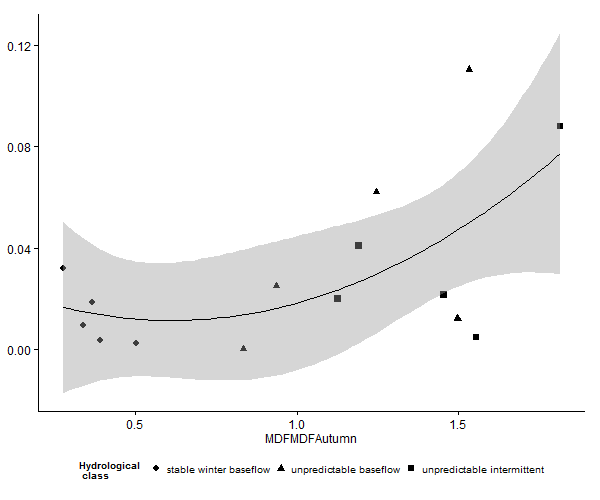 0.12
0.08
0.04
0.00
0.5 1.0 1.5
MDFMDFAutumn
Hydrological
class
stable winter baseflow unpredictable baseflow unpredictable intermittent